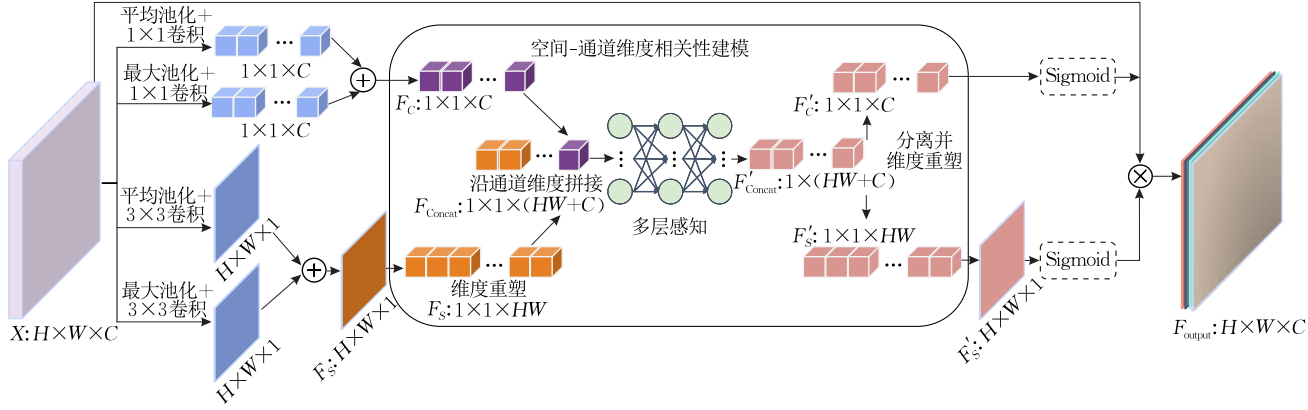 平均池化+
1×1卷积
1×1×C
最大池化+
1×1卷积
1×1×C
空间-通道维度相关性建模
F_C:1×1×C
沿通道维度拼接
F_Concat:1×1×(HW+C)
多层感知
F'_C:1×1×C
F'_Concat:1×(HW+C)
分离并
维度重塑
F'_S:1×1×HW
Sigmoid
Sigmoid
平均池化+
3×3卷积
H×W×1
最大池化+
3×3卷积
H×W×1
X:H×W×C
F_S:H×W×1
维度重塑
F_S:1×1×HW
F'_S:H×W×1
F_output:H×W×C